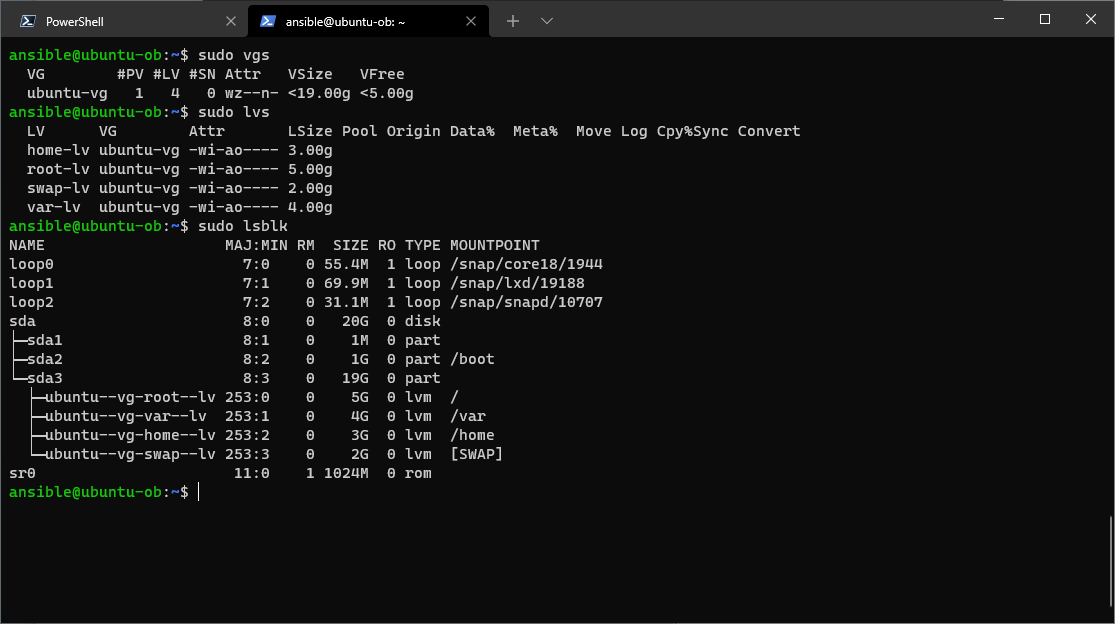 PowerShell
ansible@ubuntu-ob: ~
ansible@ubuntu-ob:~$ sudo vgs
  VG        #PV #LV #SN Attr   VSize   VFree
  ubuntu-vg   1   4   0 wz--n- <19.00g <5.00g
ansible@ubuntu-ob:~$ sudo lvs
  LV      VG        Attr       LSize Pool Origin Data%  Meta%  Move Log Cpy%Sync Convert
  home-lv ubuntu-vg -wi-ao---- 3.00g
  root-lv ubuntu-vg -wi-ao---- 5.00g
  swap-lv ubuntu-vg -wi-ao---- 2.00g
  var-lv  ubuntu-vg -wi-ao---- 4.00g
ansible@ubuntu-ob:~$ sudo lsblk
NAME                    MAJ:MIN RM  SIZE RO TYPE MOUNTPOINT
loop0                     7:0    0 55.4M  1 loop /snap/core18/1944
loop1                     7:1    0 69.9M  1 loop /snap/lxd/19188
loop2                     7:2    0 31.1M  1 loop /snap/snapd/10707
sda                       8:0    0   20G  0 disk
├─sda1                    8:1    0    1M  0 part
├─sda2                    8:2    0    1G  0 part /boot
└─sda3                    8:3    0   19G  0 part
  ├─ubuntu--vg-root--lv 253:0    0    5G  0 lvm  /
  ├─ubuntu--vg-var--lv  253:1    0    4G  0 lvm  /var
  ├─ubuntu--vg-home--lv 253:2    0    3G  0 lvm  /home
  └─ubuntu--vg-swap--lv 253:3    0    2G  0 lvm  [SWAP]
sr0                      11:0    1 1024M  0 rom
ansible@ubuntu-ob:~$